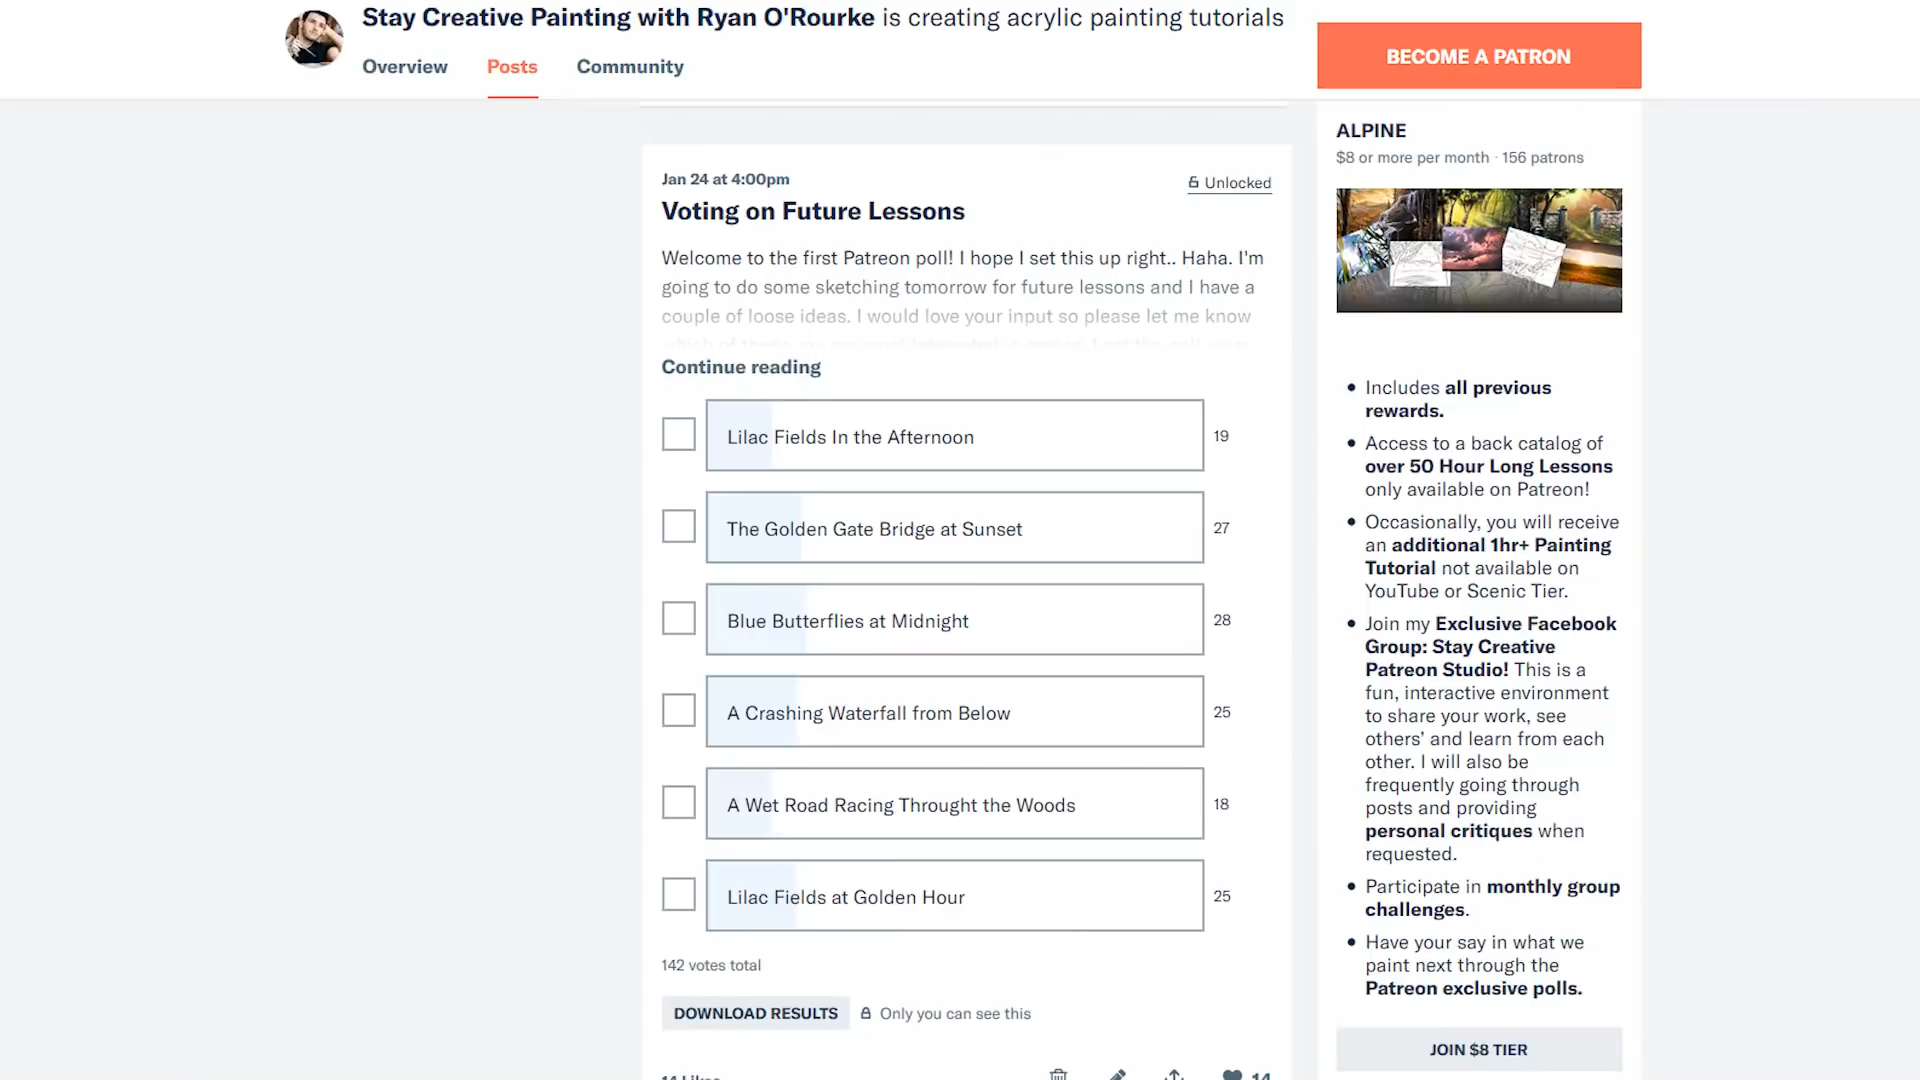 Stay Creative Painting with Ryan O'Rourke is creating acrylic painting tutorials
Overview
Posts
Community
BECOME A PATRON
Jan 24 at 4:00pm
Unlocked
Voting on Future Lessons
Welcome to the first Patreon poll! I hope I set this up right.. Haha. I'm
going to do some sketching tomorrow for future lessons and I have a
couple of loose ideas. I would love your input so please let me know
Continue reading
Lilac Fields In the Afternoon
19
The Golden Gate Bridge at Sunset
27
Blue Butterflies at Midnight
28
A Crashing Waterfall from Below
25
A Wet Road Racing Throught the Woods
18
Lilac Fields at Golden Hour
25
142 votes total
DOWNLOAD RESULTS
Only you can see this
14 Likes
14
ALPINE
$8 or more per month · 156 patrons
Includes all previous
rewards.
Access to a back catalog of
over 50 Hour Long Lessons
only available on Patreon!
Occasionally, you will receive
an additional 1hr+ Painting
Tutorial not available on
YouTube or Scenic Tier.
Join my Exclusive Facebook
Group: Stay Creative
Patreon Studio! This is a
fun, interactive environment
to share your work, see
others’ and learn from each
other. I will also be
frequently going through
posts and providing
personal critiques when
requested.
Participate in monthly group
challenges.
Have your say in what we
paint next through the
Patreon exclusive polls.
JOIN $8 TIER